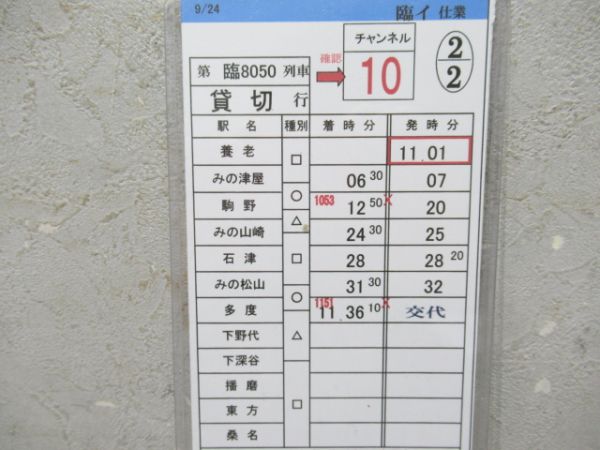 9/24 臨イ 仕業
第 臨8050 列車 確認 チャンネル 10 2/2
貸切 行
駅名 種別 着時分 発時分
養老 □ 11.01
みの津屋 06 30 07
駒野 ○ 1053 12 50 × 20
みの山崎 △ 24 30 25
石津 □ 28 28 20
みの松山 31 30 32
多度 ○ 1151 11.36 10 × 交代
下野代 △
下深谷
播磨 □
東方
桑名